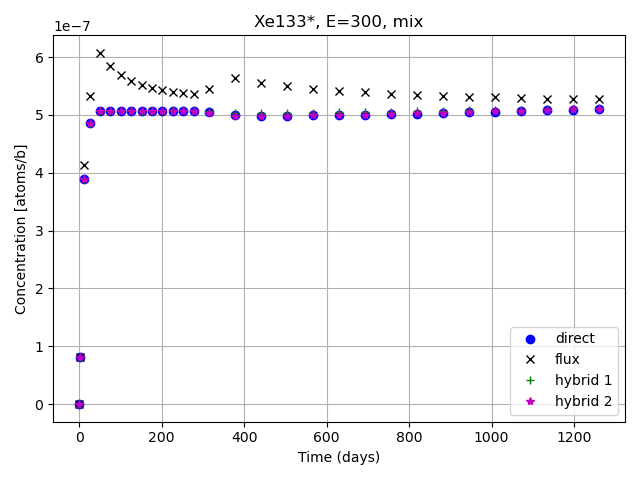 Xe133*, E=300, mix
1e−7
Concentration [atoms/b]
6
5
4
3
2
1
0
0 200 400 600 800 1000 1200
Time (days)
direct
flux
hybrid 1
hybrid 2